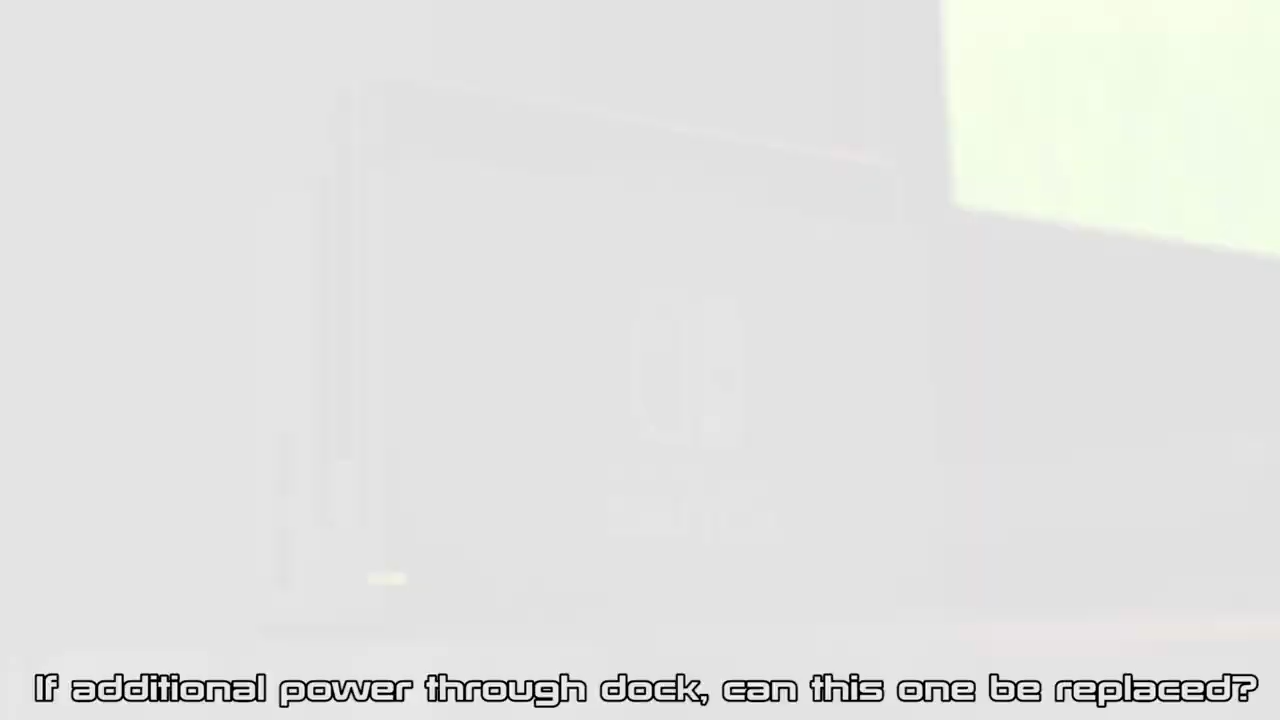 If additional power through dock, can this one be replaced?